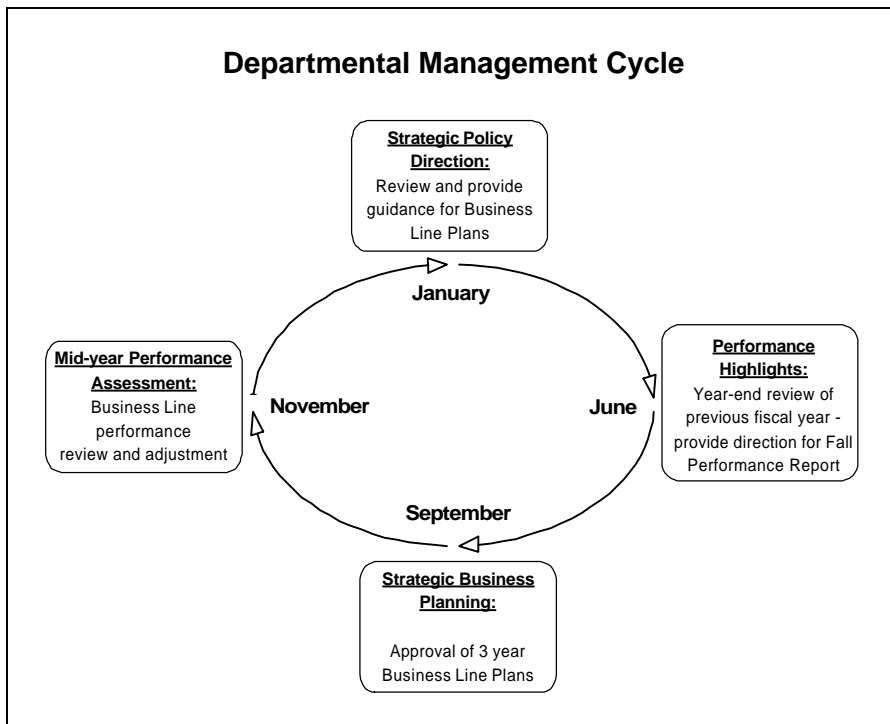 Departmental Management Cycle
Strategic Policy
Direction:
Review and provide
guidance for Business
Line Plans
January
Mid-year Performance
Assessment:
Business Line
performance
review and adjustment
November
June
Performance
Highlights:
Year-end review of
previous fiscal year -
provide direction for Fall
Performance Report
September
Strategic Business
Planning:
Approval of 3 year
Business Line Plans